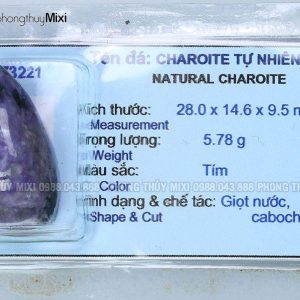 phongthuyMixi
73221
Tên đá: CHAROITE TỰ NHIÊN
NATURAL CHAROITE
Kích thước: 28.0 x 14.6 x 9.5 m
Measurement
Trọng lượng: 5.78 g
Weight
Màu sắc: Tím
Color
THỦY MIXI 0988.043.888 PHONG THỦY MIXI 0988.043.888 PHONG T
Hình dạng & chế tác: Giọt nước,
Shape & Cut caboch